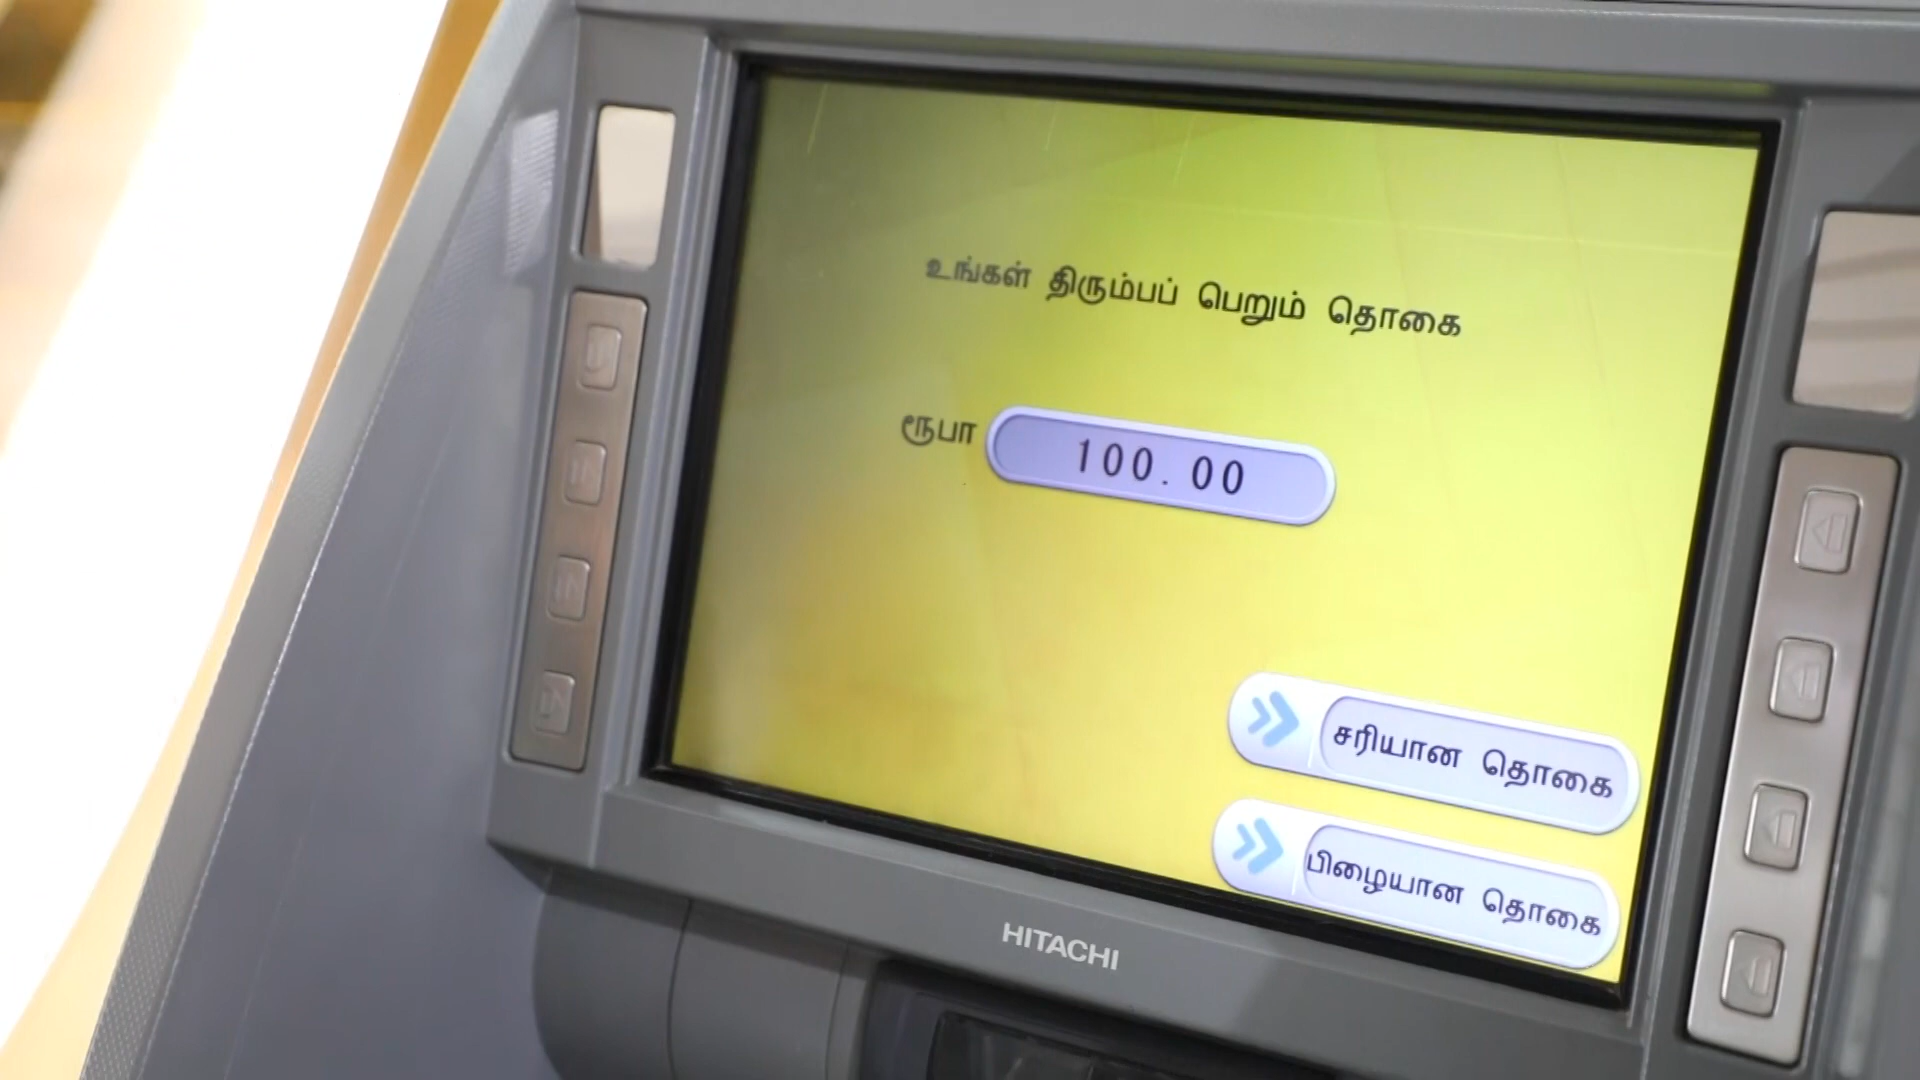 உங்கள் திரும்பப் பெறும் தொகை
ரூபா 100.00
சரியான தொகை
பிழையான தொகை
HITACHI